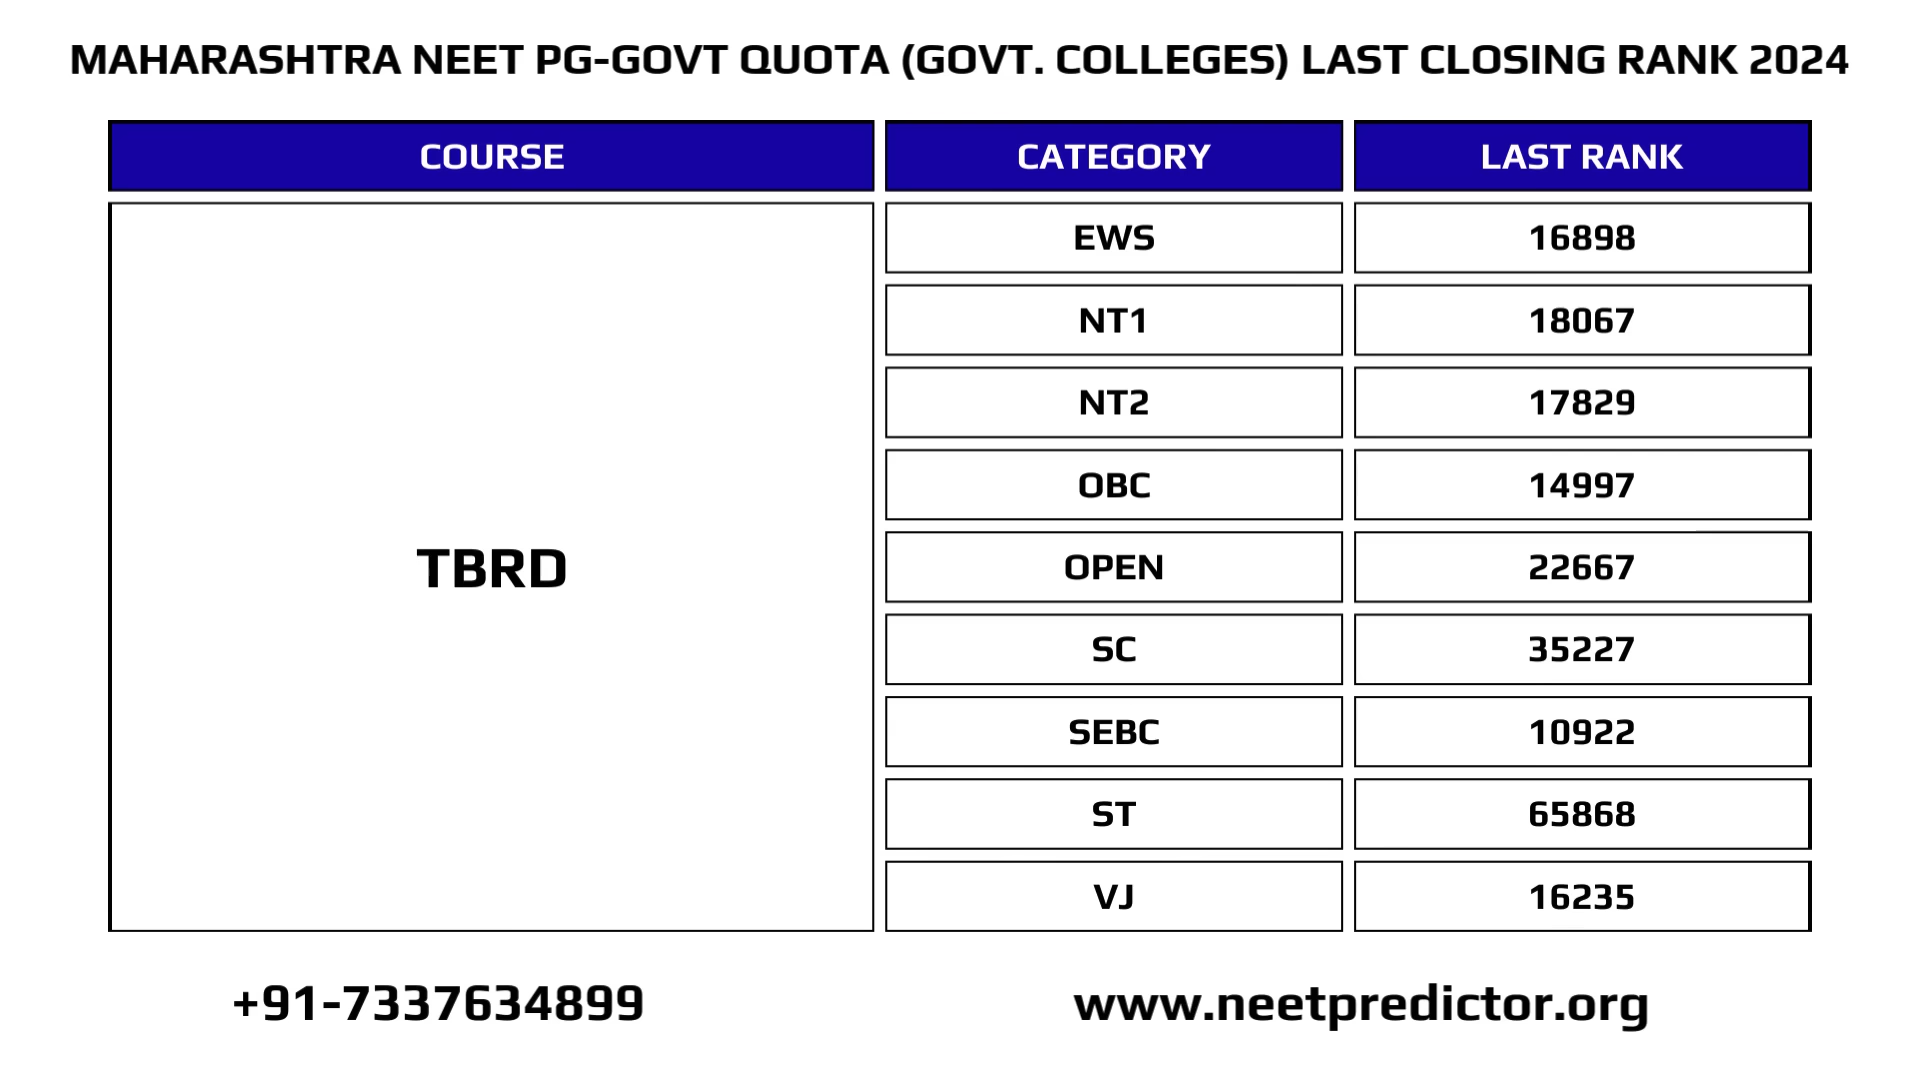 MAHARASHTRA NEET PG-GOVT QUOTA (GOVT. COLLEGES) LAST CLOSING RANK 2024
COURSE CATEGORY LAST RANK
TBRD
EWS 16898
NT1 18067
NT2 17829
OBC 14997
OPEN 22667
SC 35227
SEBC 10922
ST 65868
VJ 16235
+91-7337634899 www.neetpredictor.org